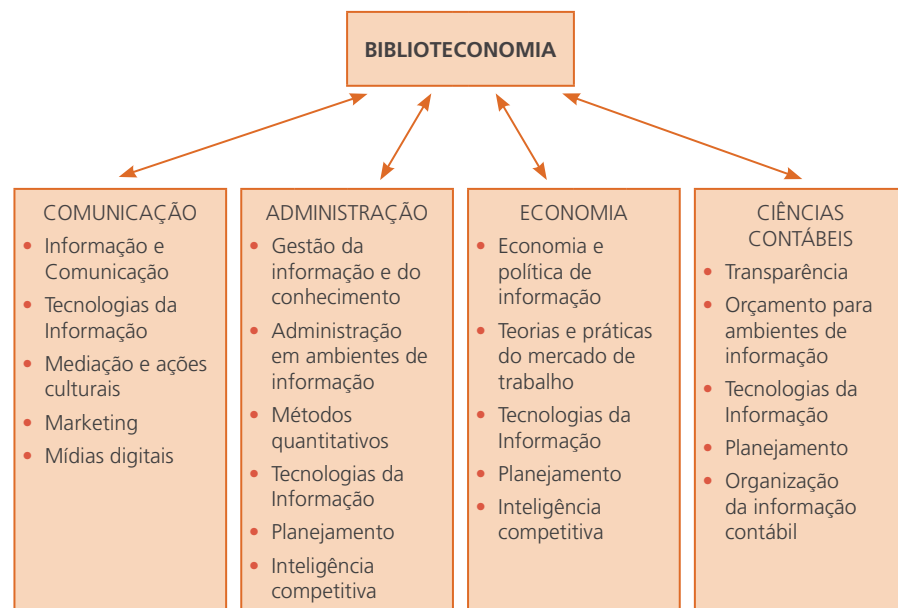 BIBLIOTECONOMIA
COMUNICAÇÃO
• Informação e
Comunicação
• Tecnologias da
Informação
• Mediação e ações
culturais
• Marketing
• Mídias digitais
ADMINISTRAÇÃO
• Gestão da
informação e do
conhecimento
• Administração
em ambientes de
informação
• Métodos
quantitativos
• Tecnologias da
Informação
• Planejamento
• Inteligência
competitiva
ECONOMIA
• Economia e
política de
informação
• Teorias e práticas
do mercado de
trabalho
• Tecnologias da
Informação
• Planejamento
• Inteligência
competitiva
CIÊNCIAS
CONTÁBEIS
• Transparência
• Orçamento para
ambientes de
informação
• Tecnologias da
Informação
• Planejamento
• Organização
da informação
contábil